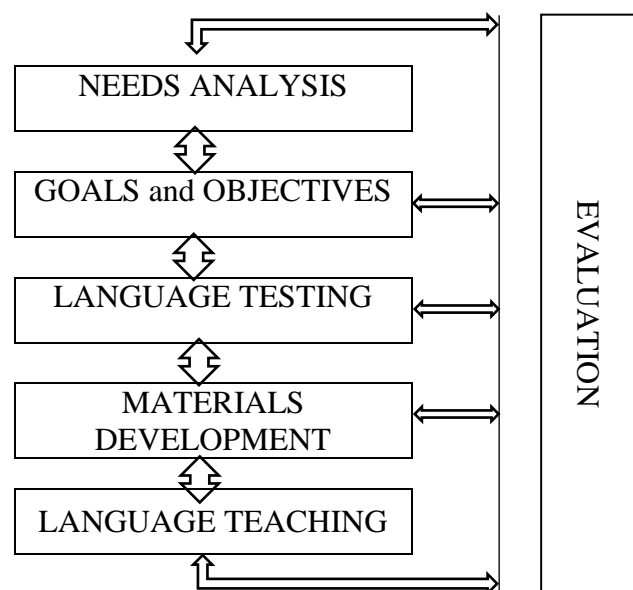 NEEDS ANALYSIS
GOALS and OBJECTIVES
LANGUAGE TESTING
MATERIALS
DEVELOPMENT
LANGUAGE TEACHING
EVALUATION